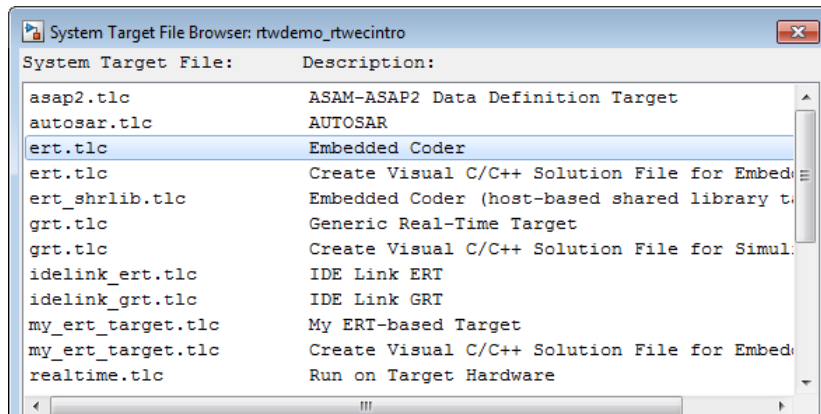 System Target File Browser: rtwdemo_rtwecintro
System Target File: Description:
asap2.tlc ASAM-ASAP2 Data Definition Target
autosar.tlc AUTOSAR
ert.tlc Embedded Coder
ert.tlc Create Visual C/C++ Solution File for
ert_shrlib.tlc Embedded Coder (host-based shared library
grt.tlc Generic Real-Time Target
grt.tlc Create Visual C/C++ Solution File for
idelink_ert.tlc IDE Link ERT
idelink_grt.tlc IDE Link GRT
my_ert_target.tlc My ERT-based Target
my_ert_target.tlc Create Visual C/C++ Solution File for
realtime.tlc Run on Target Hardware